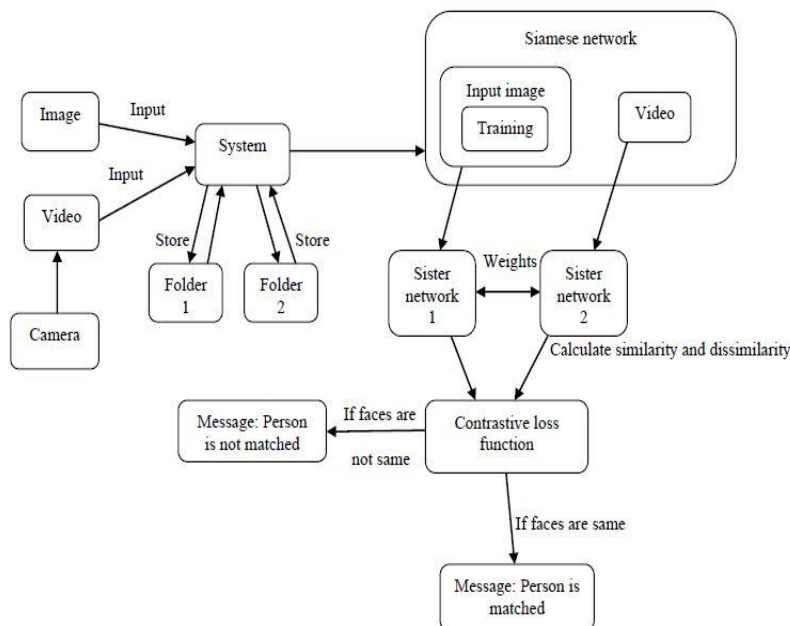 Siamese network
Input image
Training
Video
Image
Input
System
Input
Video
Store
Store
Folder
1
Folder
2
Camera
Sister
network
1
Weights
Sister
network
2
Calculate similarity and dissimilarity
Message: Person
is not matched
If faces are
not same
Contrastive loss
function
If faces are same
Message: Person is
matched